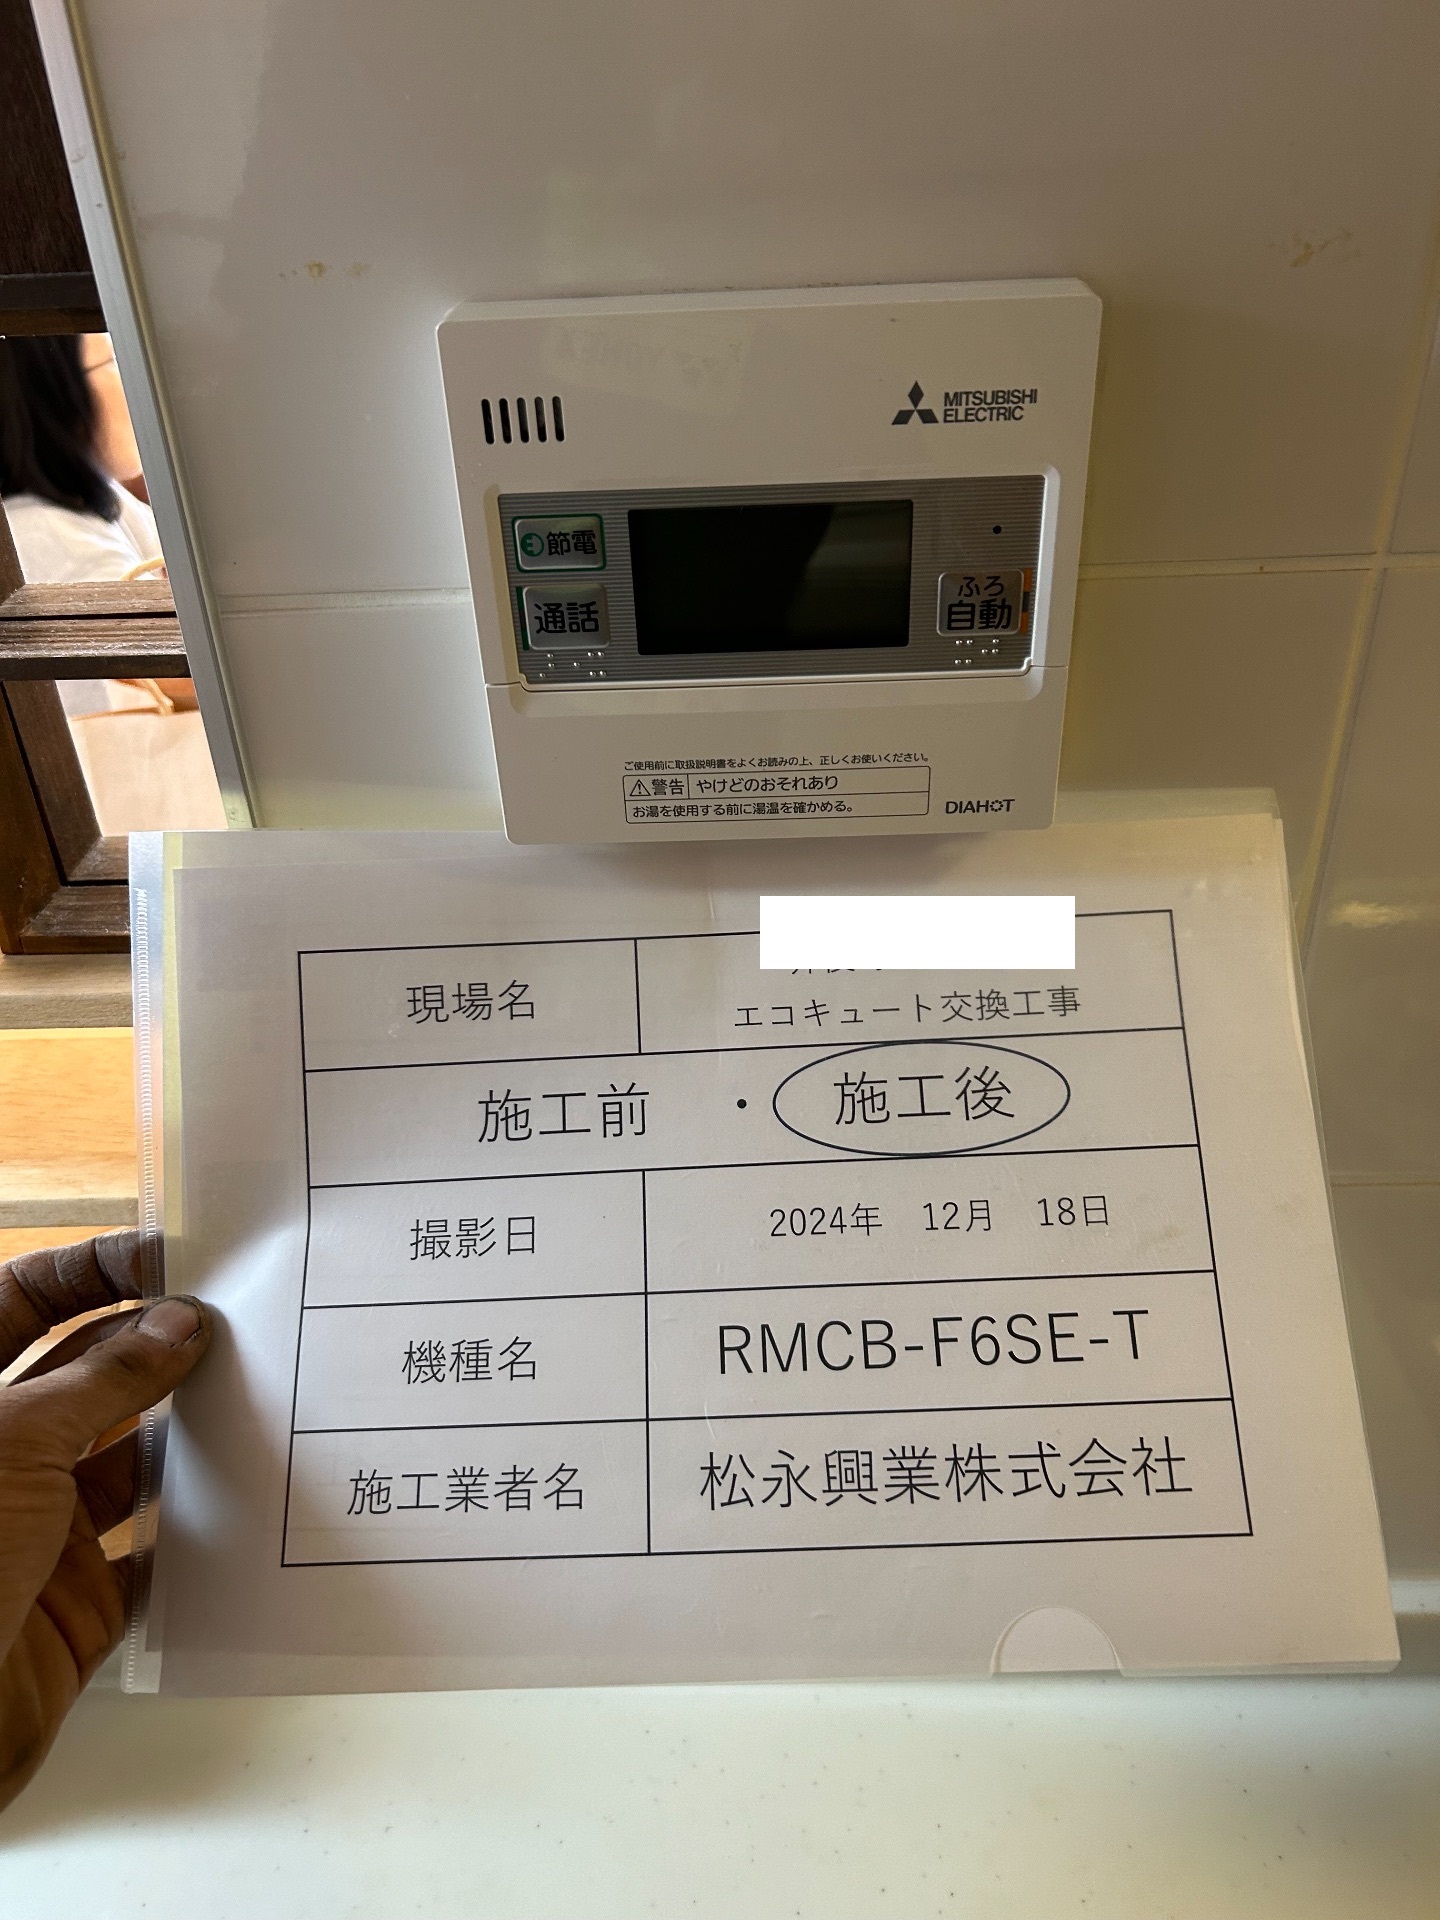 MITSUBISHI
ELECTRIC
節電
通話
ふろ
自動
ご使用前に取扱説明書をよくお読みの上、正しくお使いください。
警告 やけどのおそれあり
お湯を使用する前に湯温を確かめる。
DIAHOT
現場名
エコキュート交換工事
施工前 ・ 施工後
撮影日 2024年 12月 18日
機種名 RMCB-F6SE-T
施工業者名 松永興業株式会社